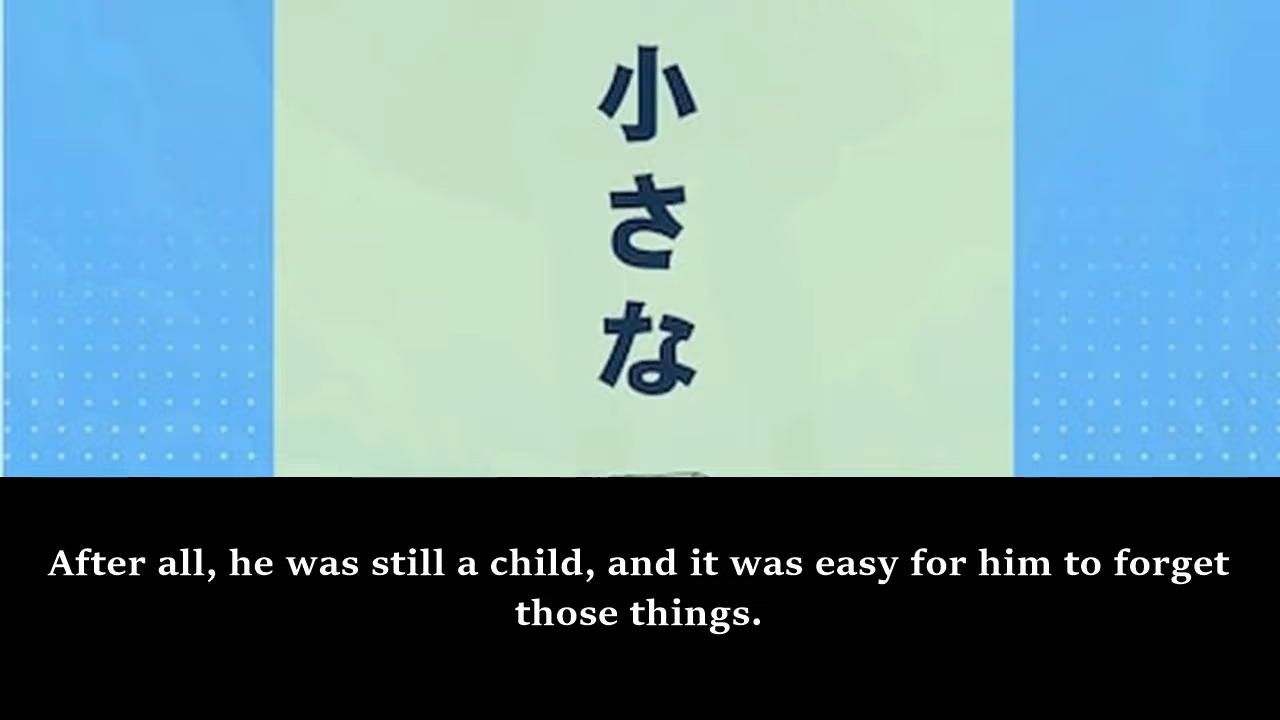 小さな
After all, he was still a child, and it was easy for him to forget
those things.